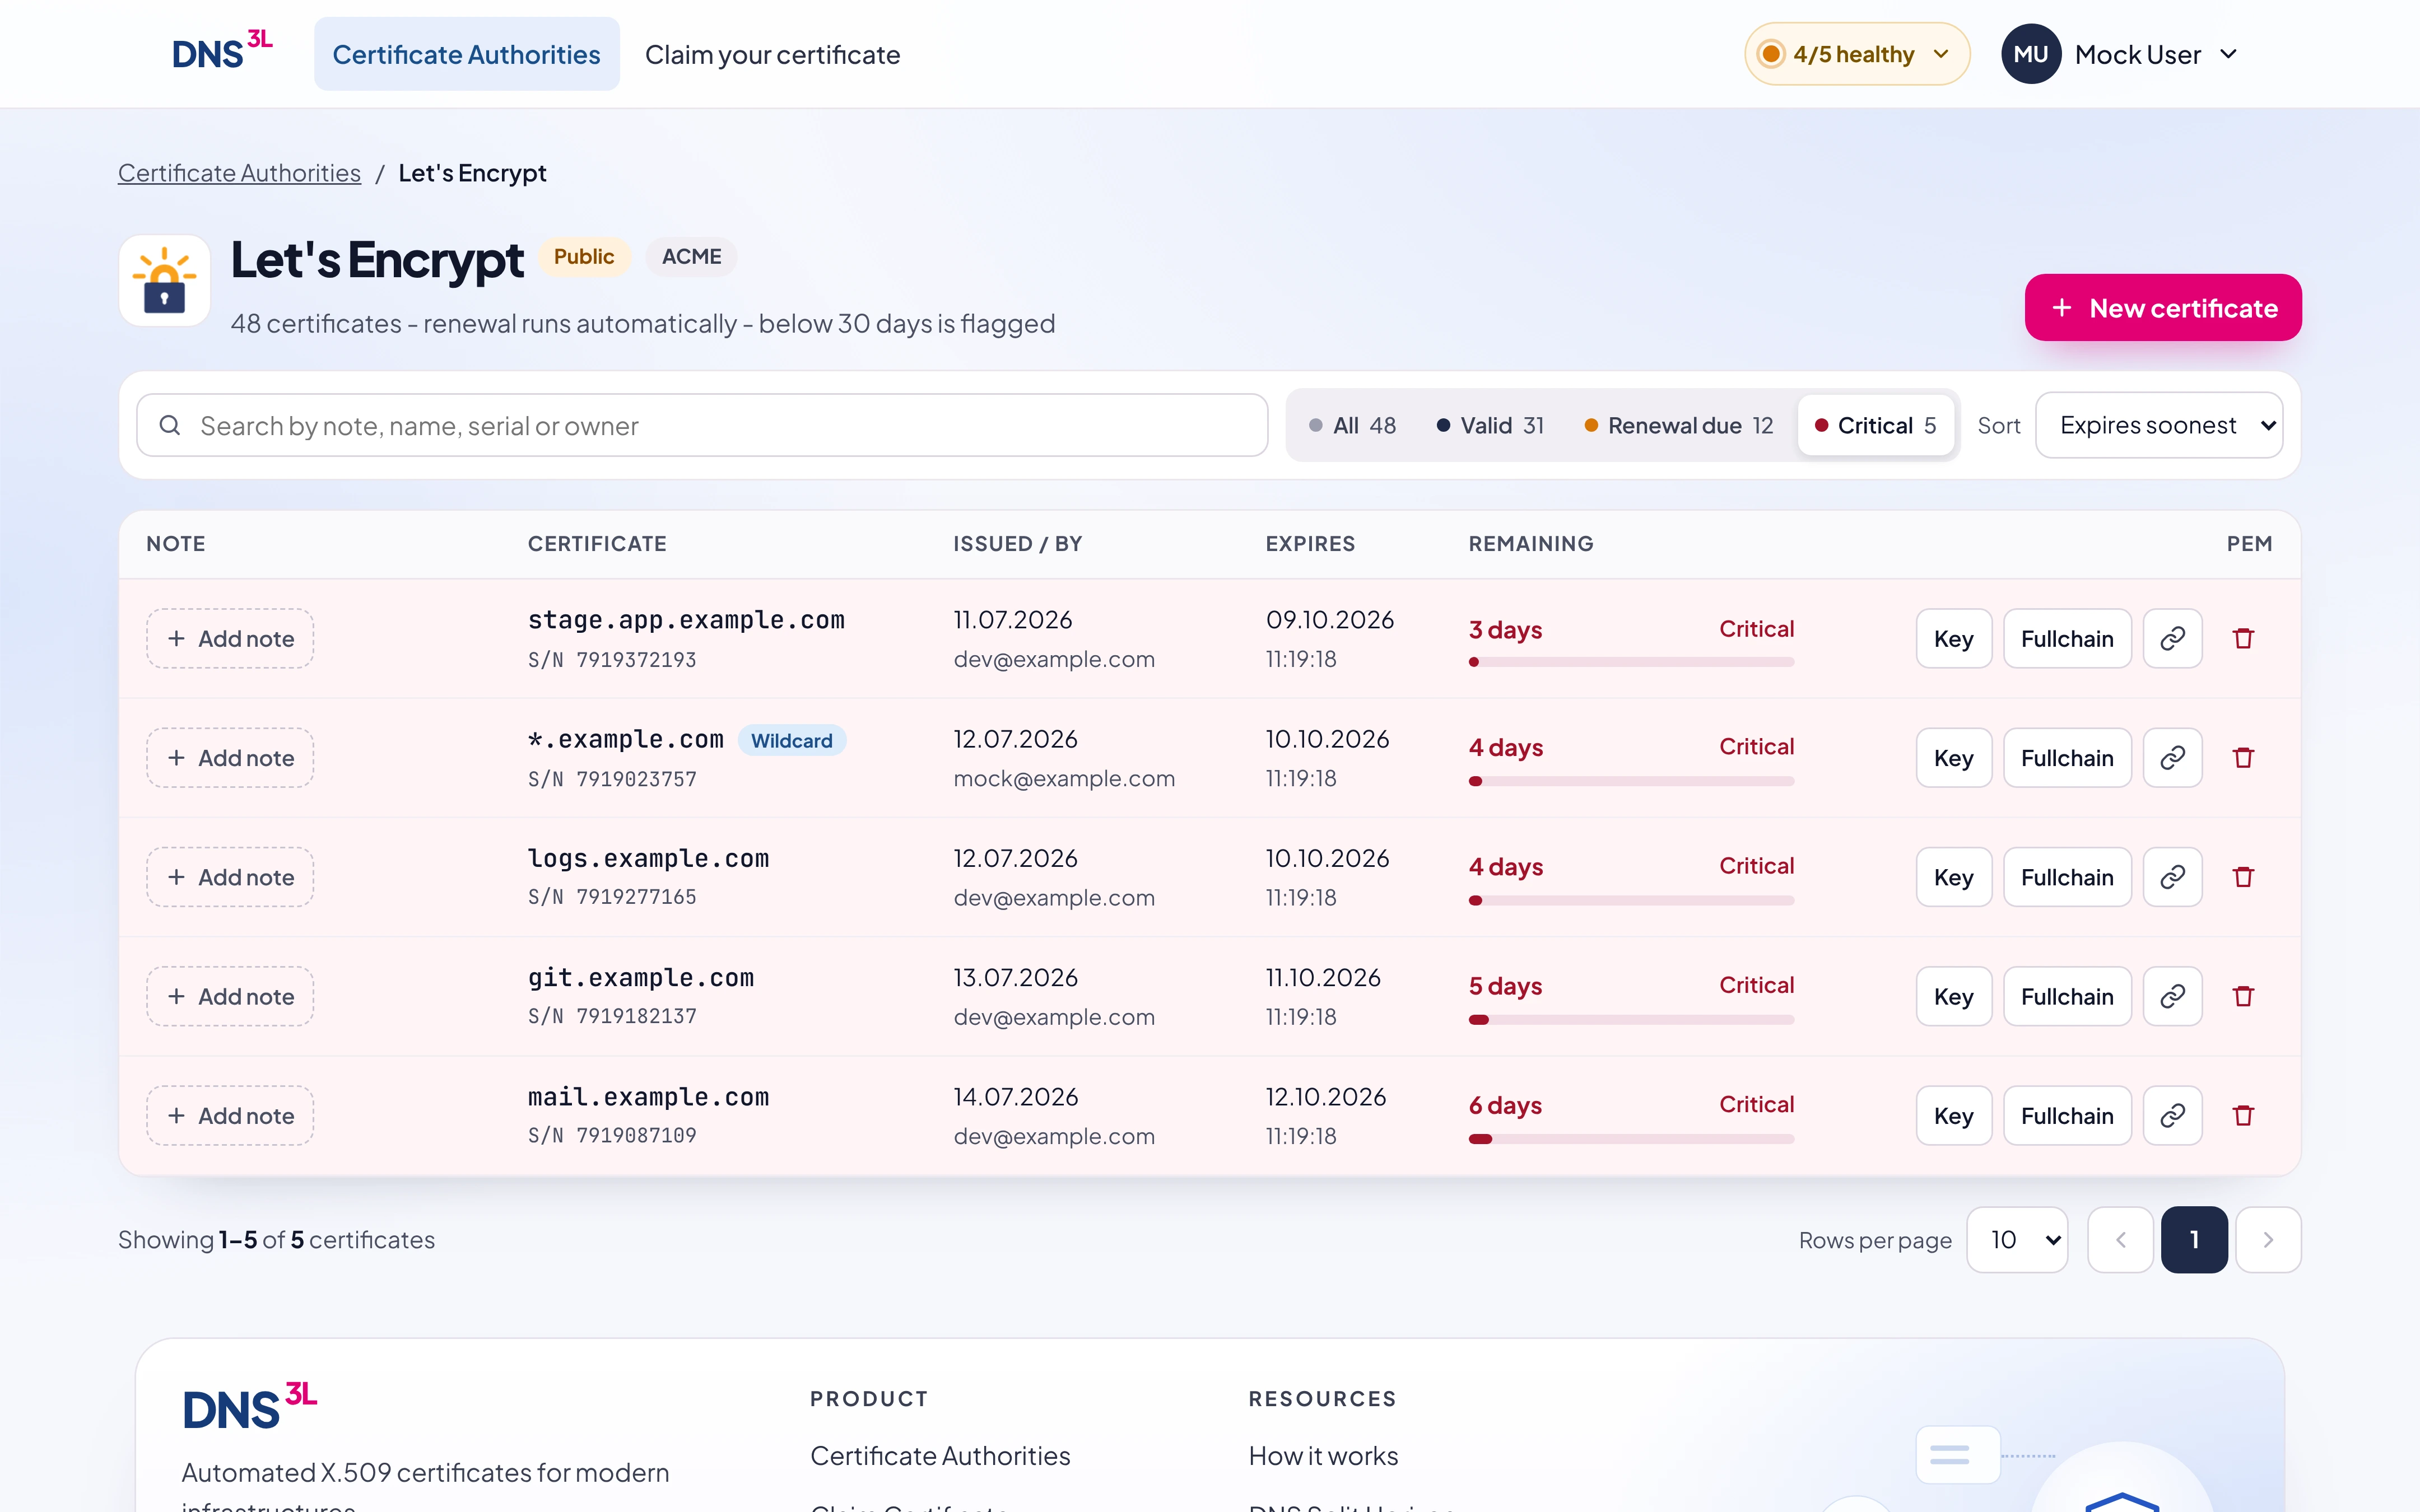 DNS 3L
Certificate Authorities
Claim your certificate
4/5 healthy
MU
Mock User
Certificate Authorities / Let's Encrypt
Let's Encrypt
Public
ACME
48 certificates - renewal runs automatically - below 30 days is flagged
+ New certificate
Search by note, name, serial or owner
All 48
Valid 31
Renewal due 12
Critical 5
Sort
Expires soonest
NOTE
CERTIFICATE
ISSUED / BY
EXPIRES
REMAINING
PEM
+ Add note
stage.app.example.com
S/N 7919372193
11.07.2026
dev@example.com
09.10.2026
11:19:18
3 days
Critical
Key
Fullchain
+ Add note
*.example.com
Wildcard
S/N 7919023757
12.07.2026
mock@example.com
10.10.2026
11:19:18
4 days
Critical
Key
Fullchain
+ Add note
logs.example.com
S/N 7919277165
12.07.2026
dev@example.com
10.10.2026
11:19:18
4 days
Critical
Key
Fullchain
+ Add note
git.example.com
S/N 7919182137
13.07.2026
dev@example.com
11.10.2026
11:19:18
5 days
Critical
Key
Fullchain
+ Add note
mail.example.com
S/N 7919087109
14.07.2026
dev@example.com
12.10.2026
11:19:18
6 days
Critical
Key
Fullchain
Showing 1–5 of 5 certificates
Rows per page
10
1
DNS 3L
Automated X.509 certificates for modern
PRODUCT
Certificate Authorities
RESOURCES
How it works